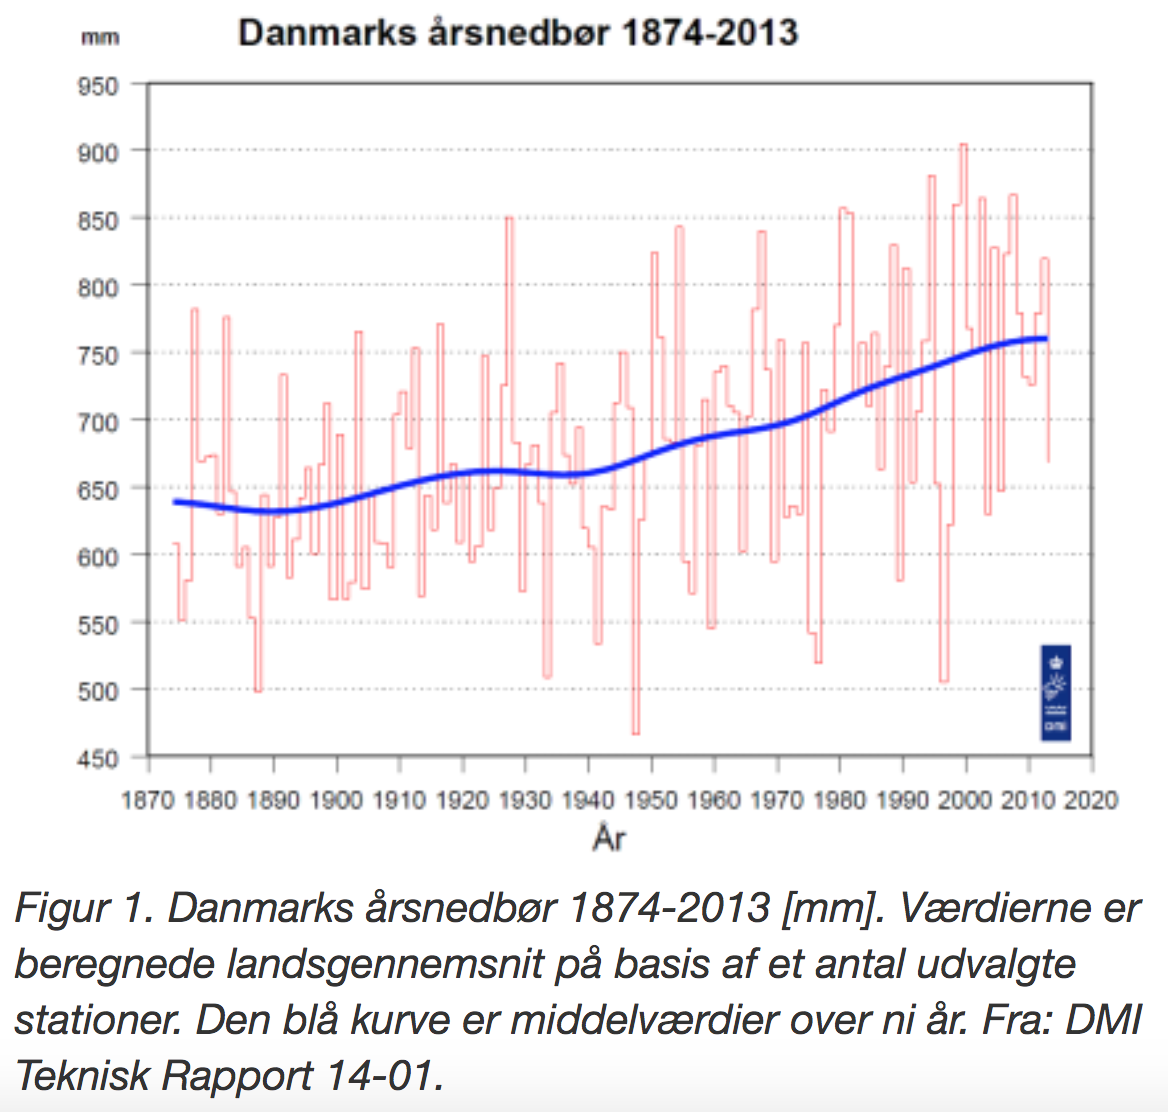 mm
Danmarks årsnedbør 1874-2013
950
900
850
800
750
700
650
600
550
500
450
1870 1880 1890 1900 1910 1920 1930 1940 1950 1960 1970 1980 1990 2000 2010 2020
År
DMI
Figur 1. Danmarks årsnedbør 1874-2013 [mm]. Værdierne er
beregnede landsgennemsnit på basis af et antal udvalgte
stationer. Den blå kurve er middelværdier over ni år. Fra: DMI
Teknisk Rapport 14-01.